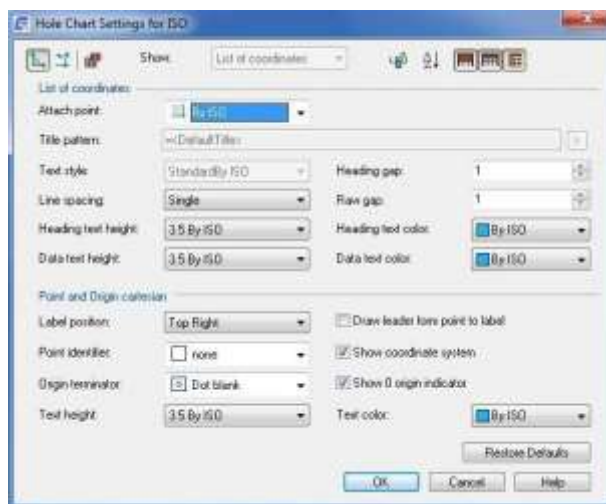 Hole Chart Settings for ISO
Show: List of coordinates
List of coordinates
Attach point: By ISO
Title pattern: =<DefaultTitle>
Text style: StandardBy ISO Heading gap: 1
Line spacing: Single Raw gap: 1
Heading text height: 3.5 By ISO Heading text color: By ISO
Data text height: 3.5 By ISO Data text color: By ISO
Point and Origin cartesian
Label position: Top Right Draw leader form point to label
Point identifier: none Show coordinate system
Origin terminator: Dot blank Show 0 origin indicator
Text height: 3.5 By ISO Text color: By ISO
Restore Defaults
OK Cancel Help